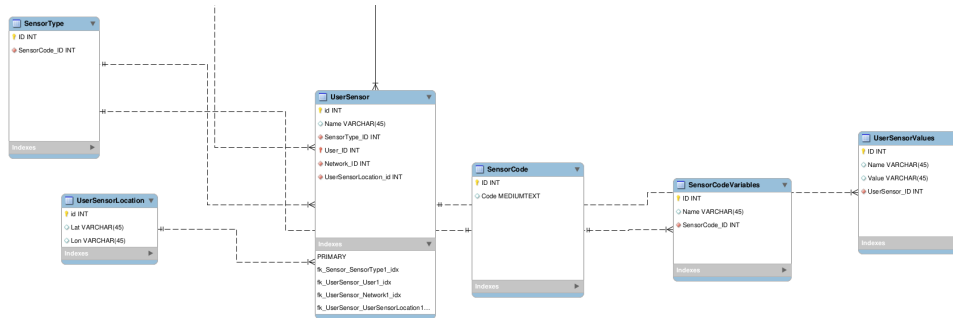 SensorType
ID INT
SensorCode_ID INT
Indexes
UserSensorLocation
id INT
Lat VARCHAR(45)
Lon VARCHAR(45)
Indexes
UserSensor
id INT
Name VARCHAR(45)
SensorType_ID INT
User_ID INT
Network_ID INT
UserSensorLocation_id INT
Indexes
PRIMARY
fk_Sensor_SensorType1_idx
fk_UserSensor_User1_idx
fk_UserSensor_Network1_idx
fk_UserSensor_UserSensorLocation1...
SensorCode
ID INT
Code MEDIUMTEXT
Indexes
SensorCodeVariables
ID INT
Name VARCHAR(45)
SensorCode_ID INT
Indexes
UserSensorValues
ID INT
Name VARCHAR(45)
Value VARCHAR(45)
UserSensor_ID INT
Indexes